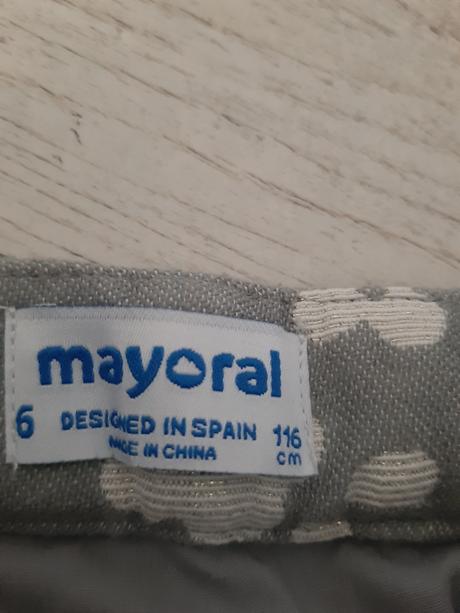 mayoral
6 DESIGNED IN SPAIN 116
MADE IN CHINA cm